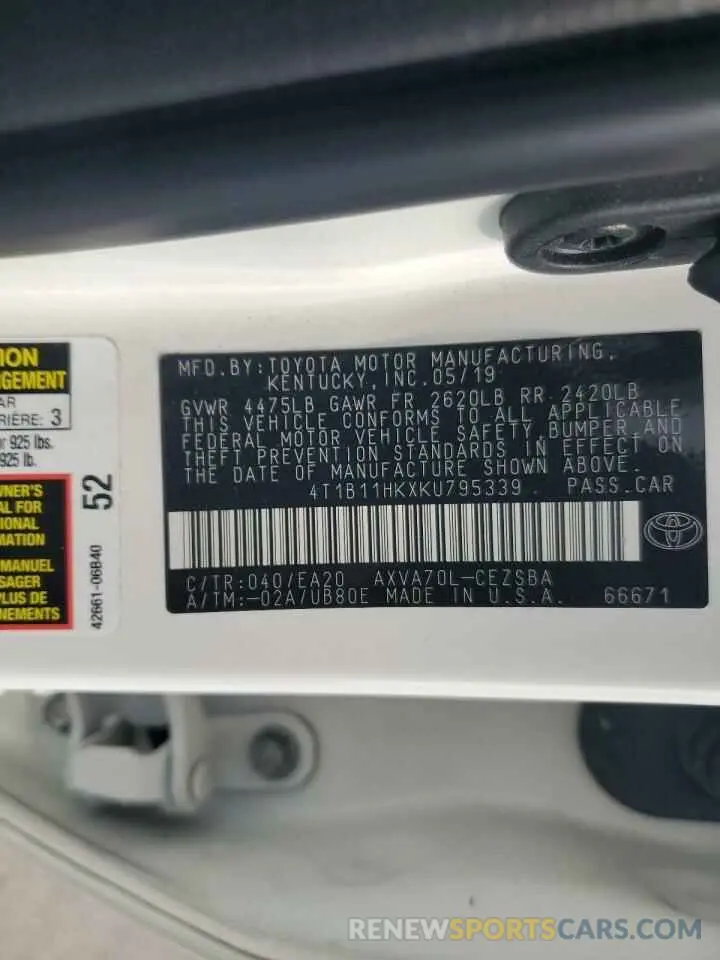 ION
NGEMENT
AR
RIÈRE: 3
or 925 lbs.
925 lb.
WNER'S
AL FOR
IONAL
MATION
MANUEL
SAGER
PLUS DE
NEMENTS
52
42661-06B40
MFD. BY: TOYOTA MOTOR MANUFACTURING,
KENTUCKY, INC. 05/19
GVWR 4475LB GAWR FR 2620LB RR 2420LB
THIS VEHICLE CONFORMS TO ALL APPLICABLE
FEDERAL MOTOR VEHICLE SAFETY, BUMPER AND
THEFT PREVENTION STANDARDS IN EFFECT ON
THE DATE OF MANUFACTURE SHOWN ABOVE.
4T1B11HKXKU795339 PASS.CAR
C/TR:040/EA20 AXVA70L-CEZSBA
A/TM:-02A/UB80E MADE IN U.S.A. 66671
RENEWSPORTSCARS.COM